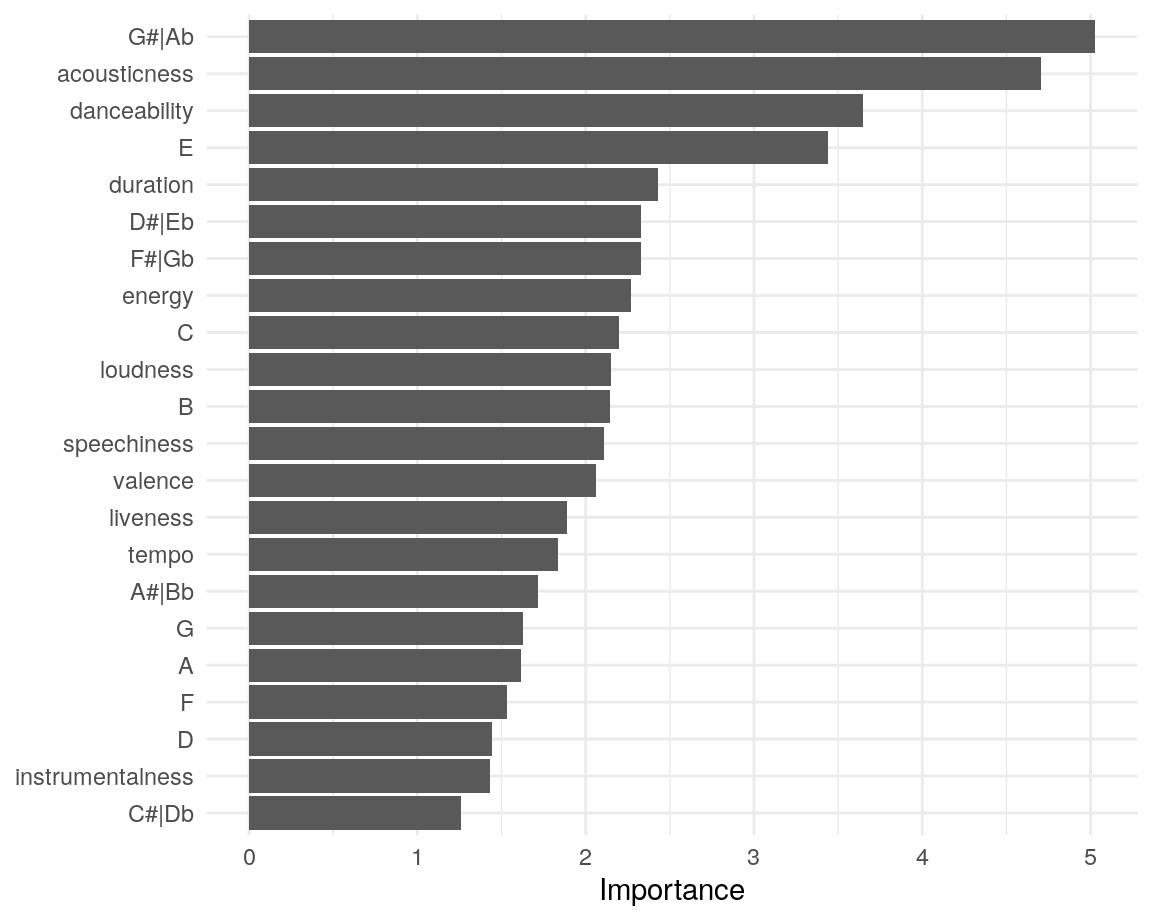 G#|Ab
acousticness
danceability
E
duration
D#|Eb
F#|Gb
energy
C
loudness
B
speechiness
valence
liveness
tempo
A#|Bb
G
A
F
D
instrumentalness
C#|Db
0 1 2 3 4 5
Importance